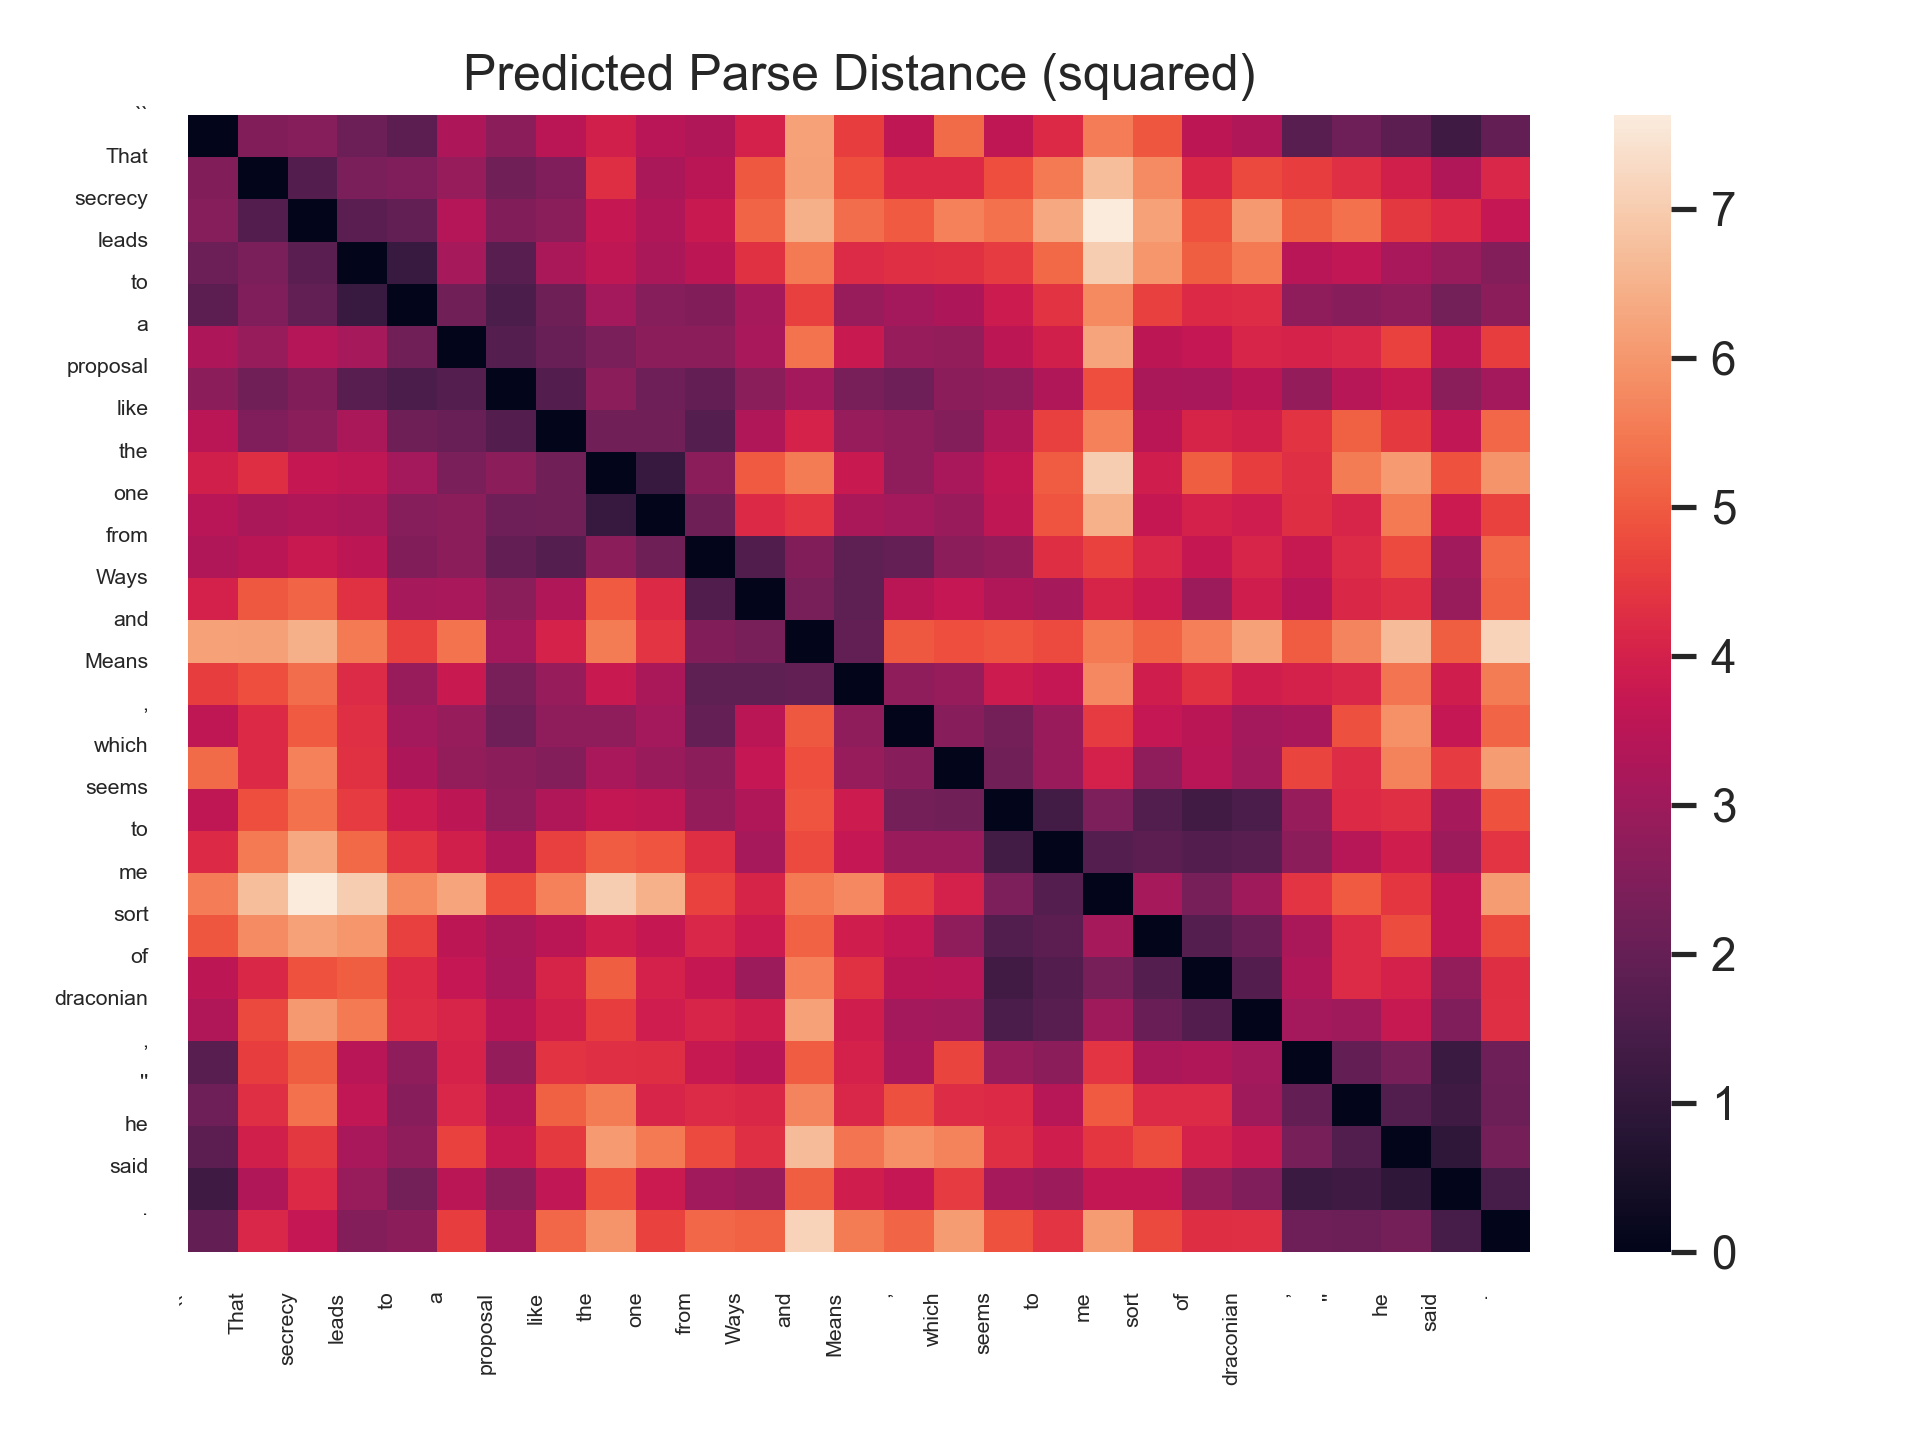 Predicted Parse Distance (squared)
``
That
secrecy
leads
to
a
proposal
like
the
one
from
Ways
and
Means
,
which
seems
to
me
sort
of
draconian
,
''
he
said
.
7
6
5
4
3
2
1
0
`` That secrecy leads to a proposal like the one from Ways and Means , which seems to me sort of draconian , '' he said .